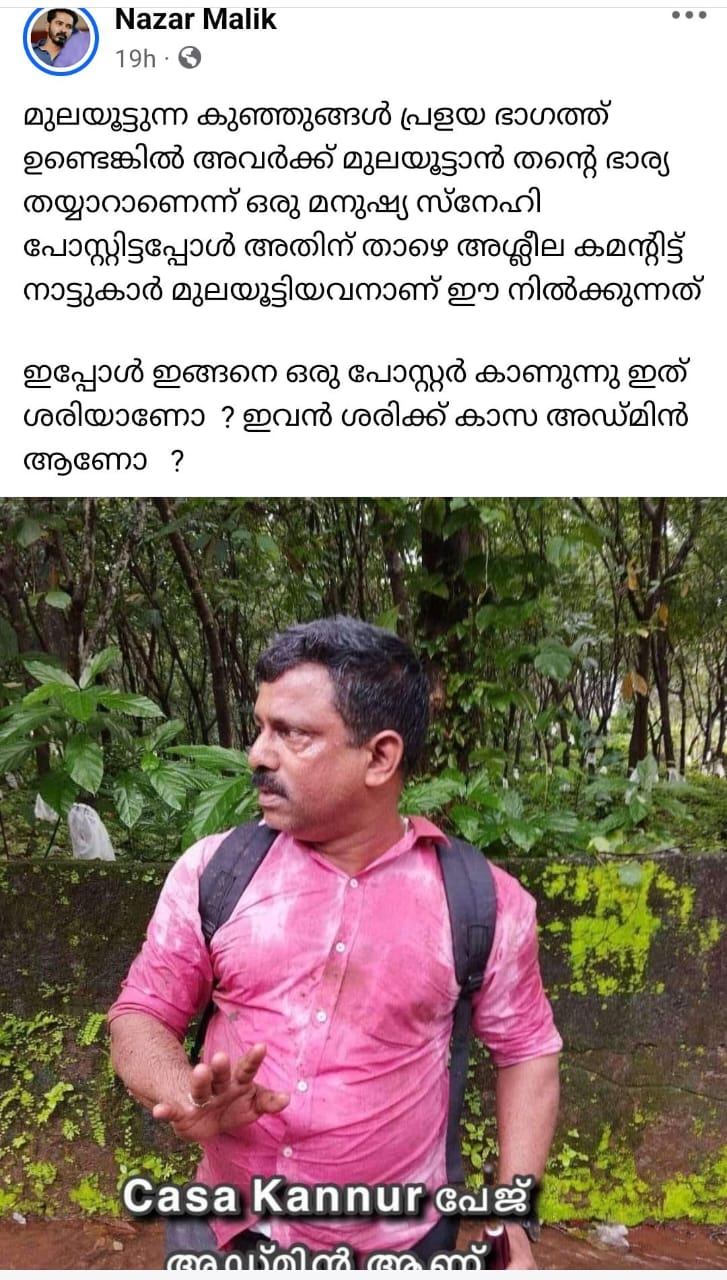 Nazar Malik
19h ·
മുലയൂട്ടുന്ന കുഞ്ഞുങ്ങൾ പ്രളയ ഭാഗത്ത്
ഉണ്ടെങ്കിൽ അവർക്ക് മുലയൂട്ടാൻ തന്റെ ഭാര്യ
തയ്യാറാണെന്ന് ഒരു മനുഷ്യ സ്നേഹി
പോസ്റ്റിട്ടപ്പോൾ അതിന് താഴെ അശ്ലീല കമന്റിട്ട്
നാട്ടുകാർ മുലയൂട്ടിയവനാണ് ഈ നിൽക്കുന്നത്
ഇപ്പോൾ ഇങ്ങനെ ഒരു പോസ്റ്റർ കാണുന്നു ഇത്
ശരിയാണോ ? ഇവൻ ശരിക്ക് കാസ അഡ്മിൻ
ആണോ ?
Casa Kannur പേജ്
അഡ്മിൻ ആണ്